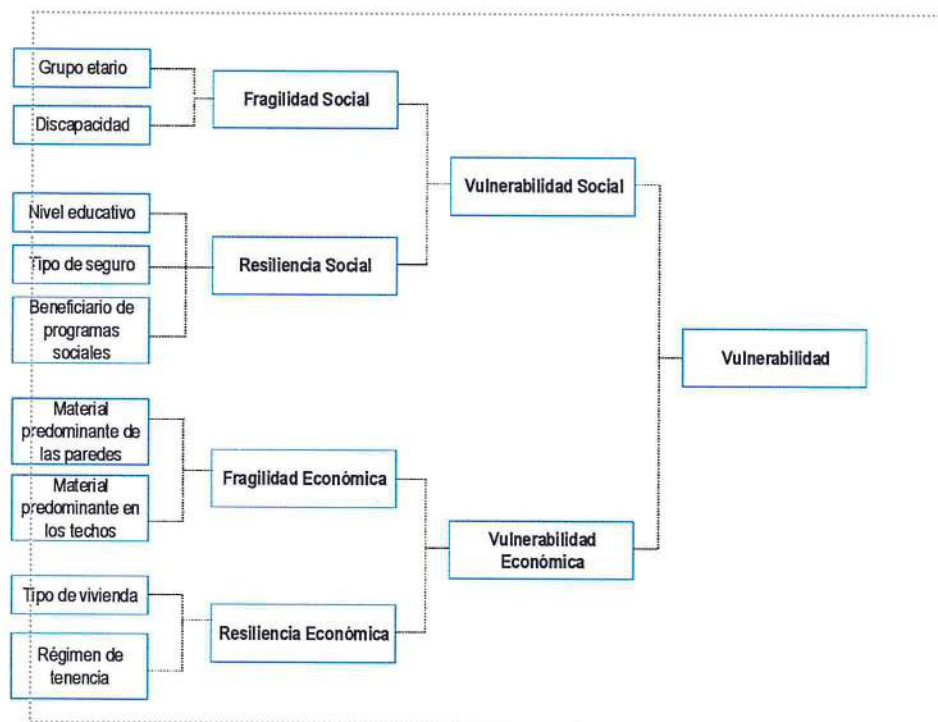 Grupo etario
Discapacidad
Fragilidad Social
Nivel educativo
Tipo de seguro
Beneficiario de
programas
sociales
Resiliencia Social
Vulnerabilidad Social
Material
predominante de
las paredes
Material
predominante en
los techos
Fragilidad Económica
Tipo de vivienda
Régimen de
tenencia
Resiliencia Económica
Vulnerabilidad
Económica
Vulnerabilidad